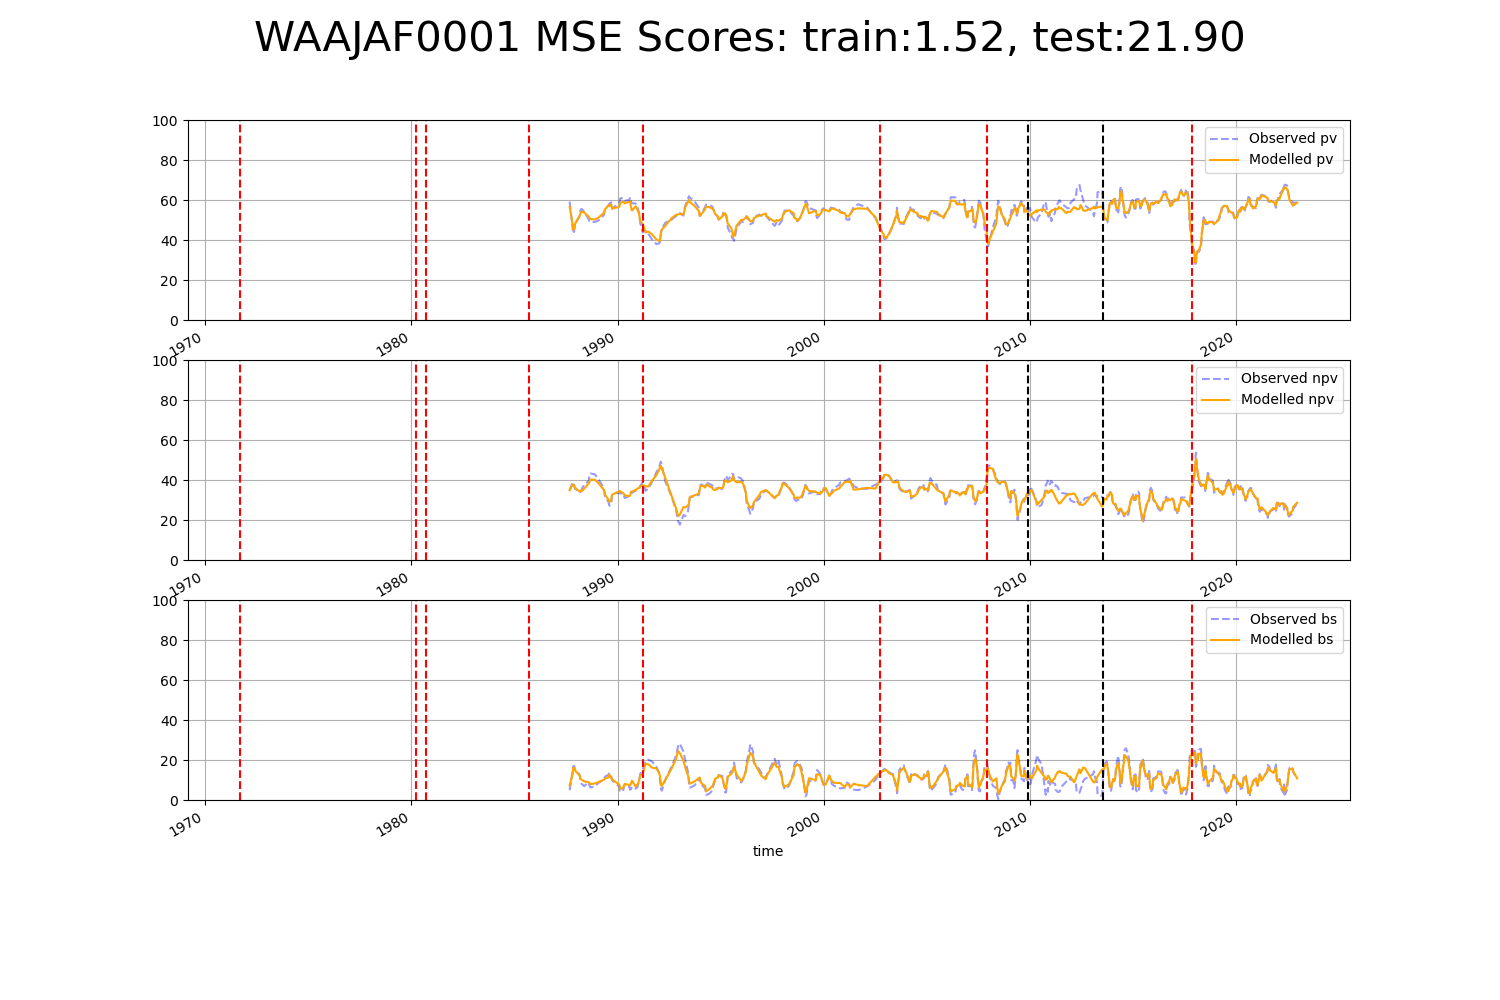 WAAJAF0001 MSE Scores: train:1.52, test:21.90
100
80
60
40
20
0
Observed pv
Modelled pv
1970 1980 1990 2000 2010 2020
100
80
60
40
20
0
Observed npv
Modelled npv
1970 1980 1990 2000 2010 2020
100
80
60
40
20
0
Observed bs
Modelled bs
1970 1980 1990 2000 2010 2020
time